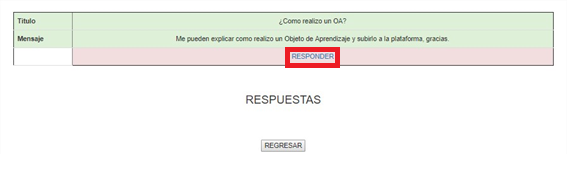 Titulo ¿Como realizo un OA?
Mensaje Me pueden explicar como realizo un Objeto de Aprendizaje y subirlo a la plataforma, gracias.
RESPONDER
RESPUESTAS
REGRESAR